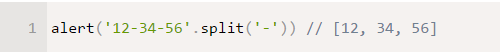 1 alert('12-34-56'.split('-')) // [12, 34, 56]